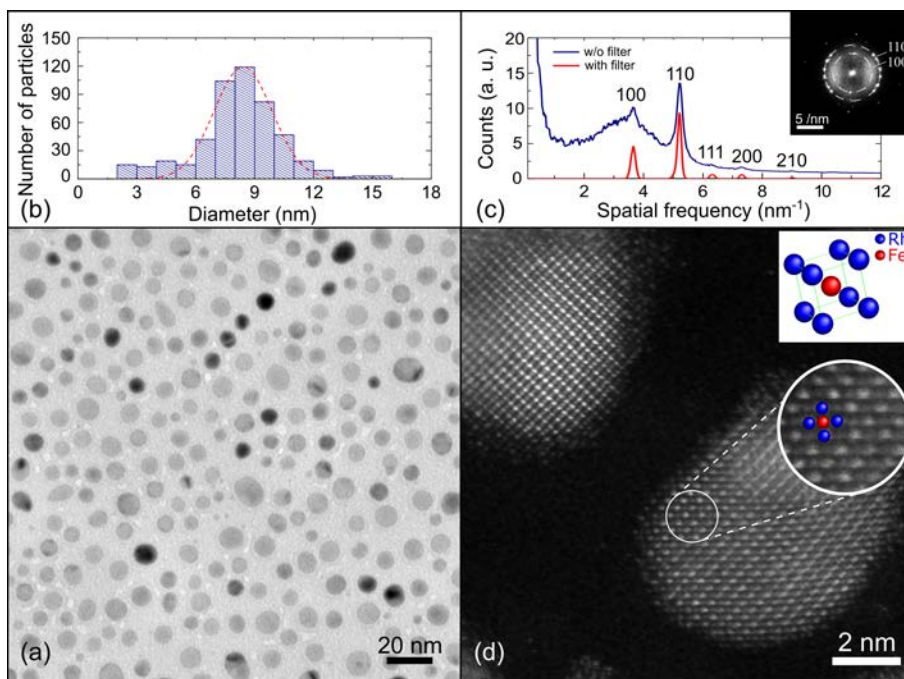 150
120
90
60
30
0
Number of particles
0 3 6 9 12 15 18
(b)
Diameter (nm)
20
15
10
5
0
Counts (a. u.)
w/o filter
with filter
100
110
111
200
210
2 4 6 8 10 12
(c)
Spatial frequency (nm-1)
110
100
5 /nm
(a)
20 nm
Rh
Fe
(d)
2 nm